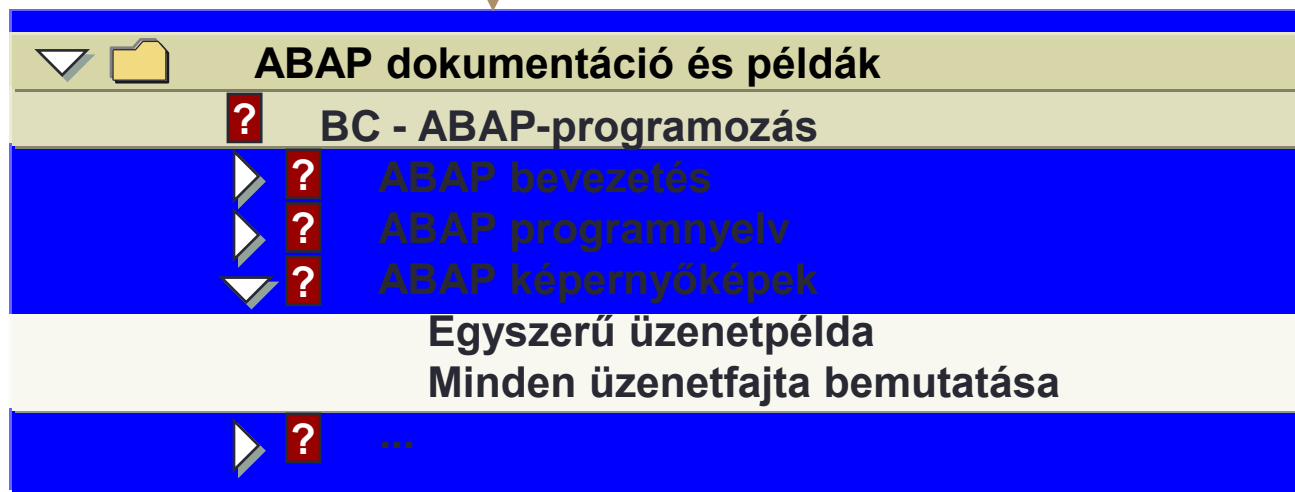 ABAP dokumentáció és példák
? BC - ABAP-programozás
? ABAP bevezetés
? ABAP programnyelv
? ABAP képernyőképek
Egyszerű üzenetpélda
Minden üzenetfajta bemutatása
? ...